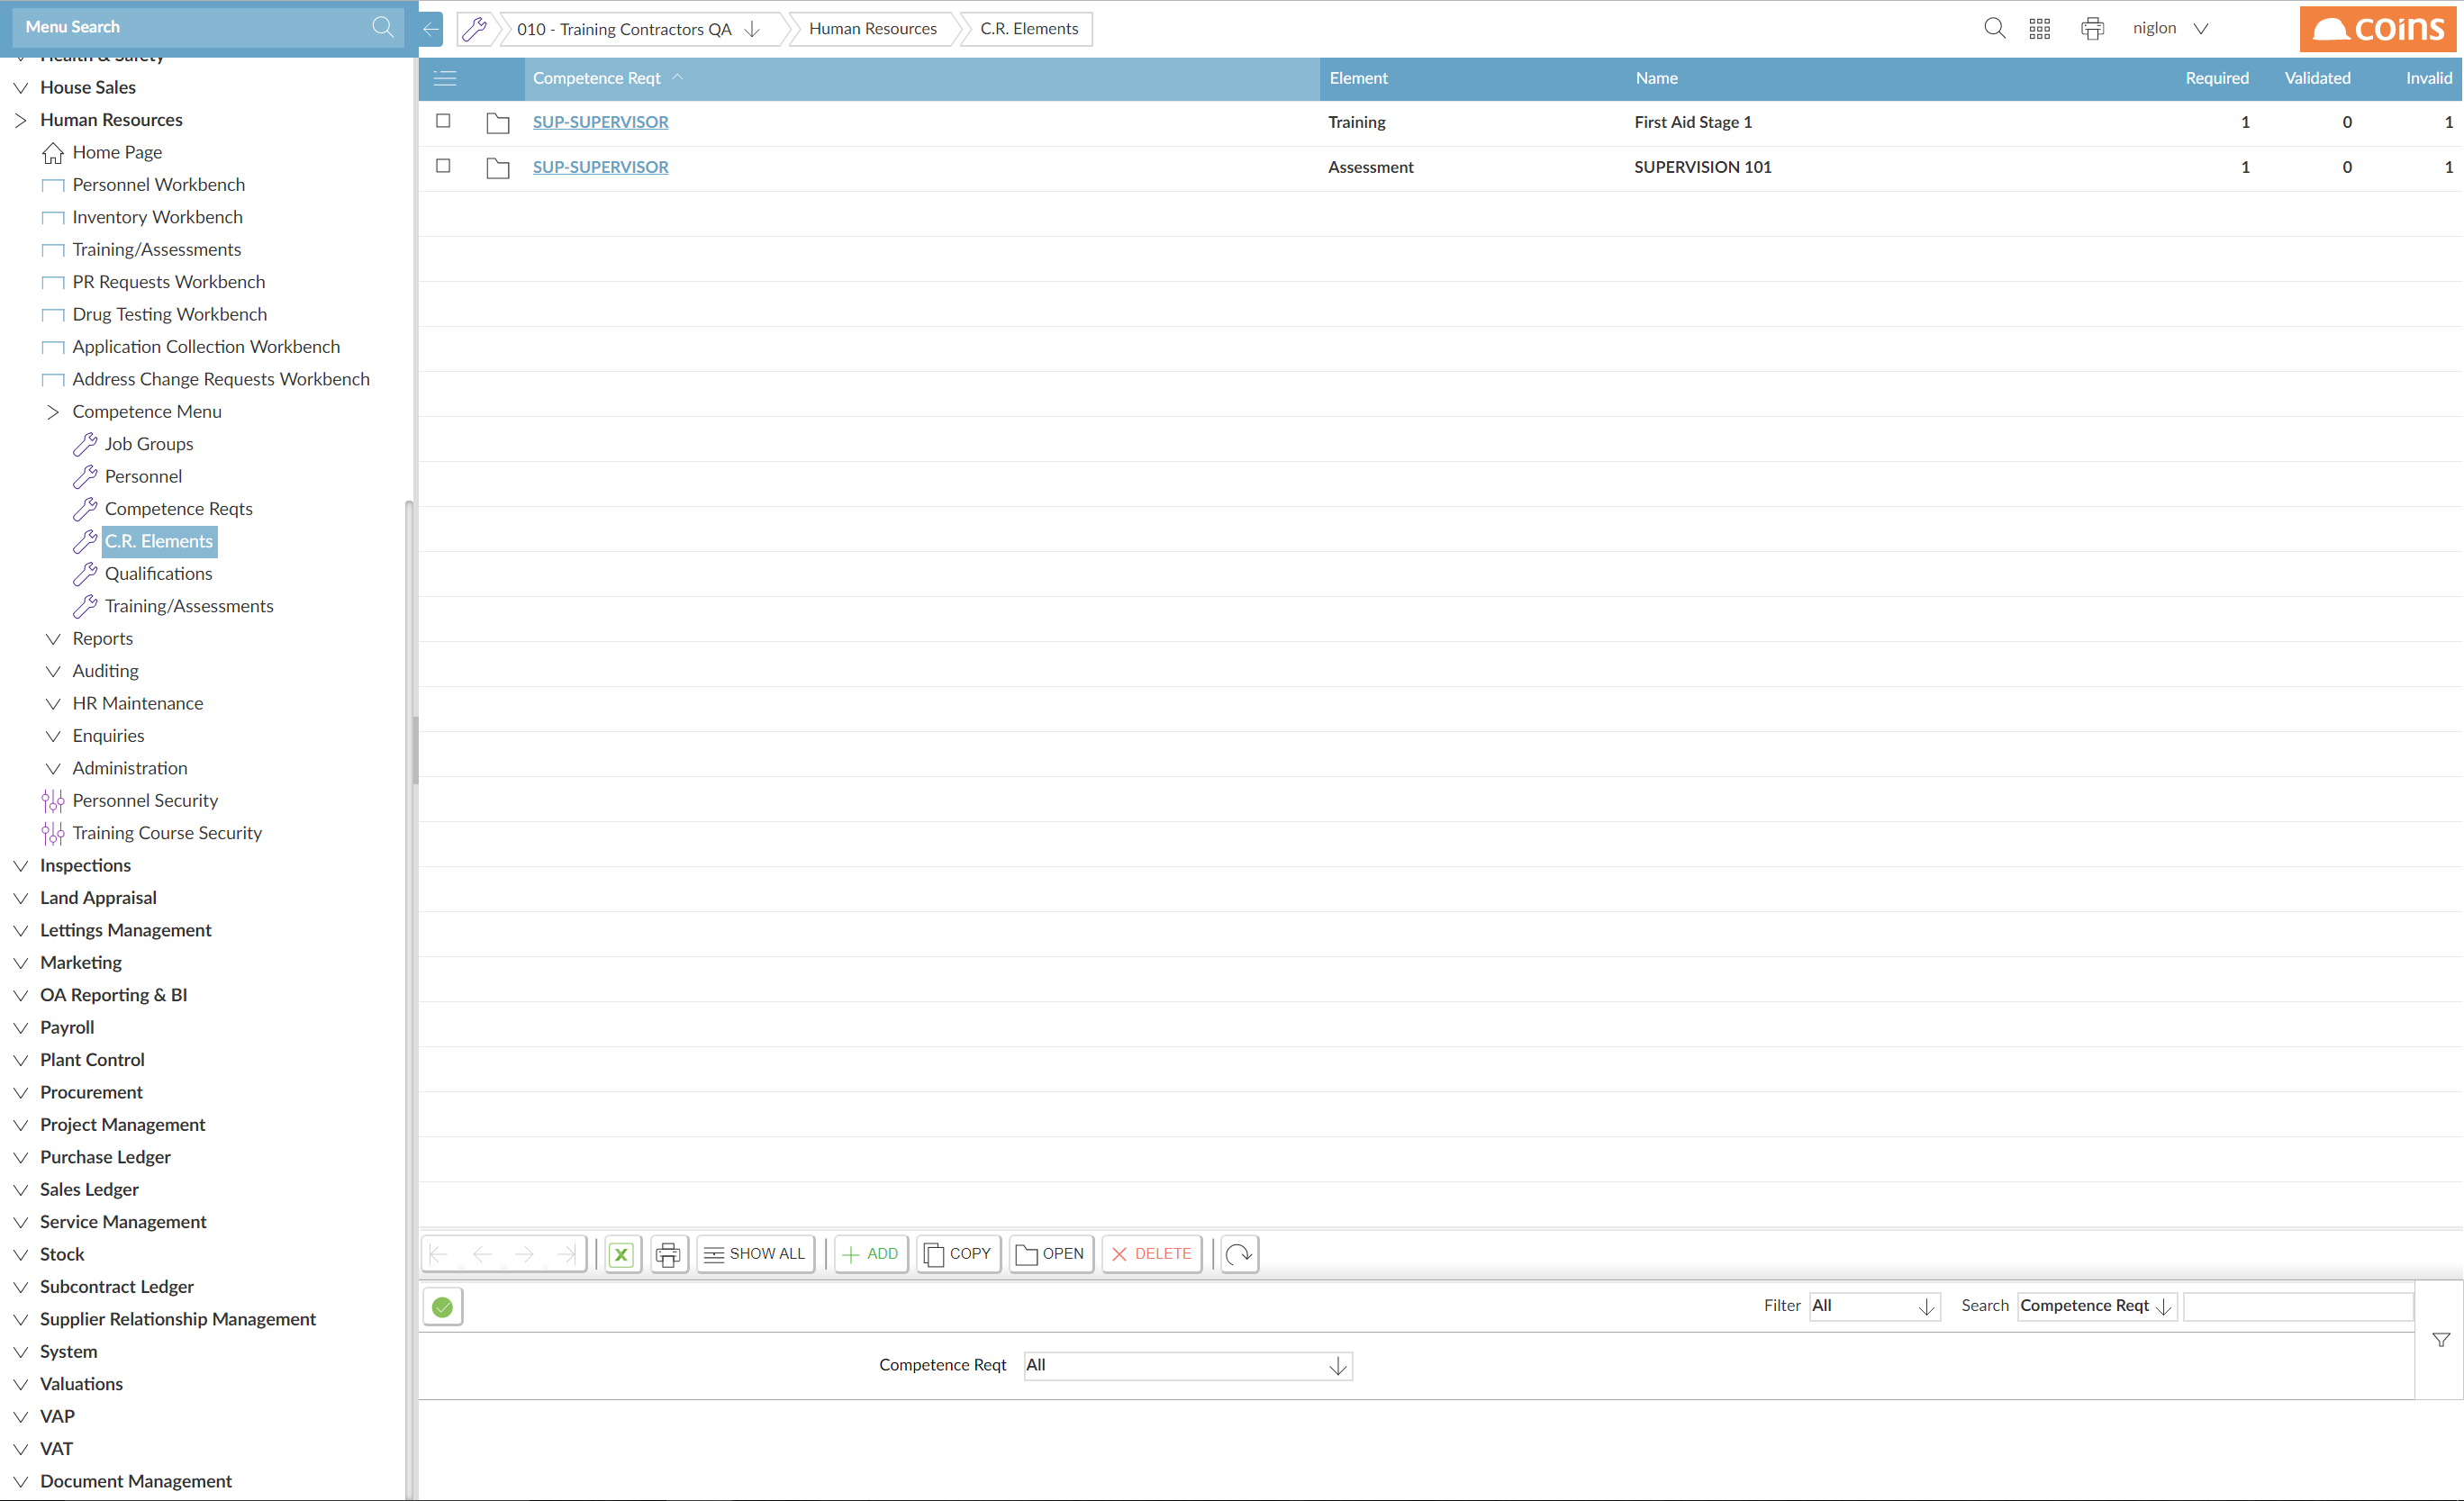 Menu Search
010 - Training Contractors QA
Human Resources
C.R. Elements
niglon
coins
Health & Safety
House Sales
Human Resources
Home Page
Personnel Workbench
Inventory Workbench
Training/Assessments
PR Requests Workbench
Drug Testing Workbench
Application Collection Workbench
Address Change Requests Workbench
Competence Menu
Job Groups
Personnel
Competence Reqts
C.R. Elements
Qualifications
Training/Assessments
Reports
Auditing
HR Maintenance
Enquiries
Administration
Personnel Security
Training Course Security
Inspections
Land Appraisal
Lettings Management
Marketing
OA Reporting & BI
Payroll
Plant Control
Procurement
Project Management
Purchase Ledger
Sales Ledger
Service Management
Stock
Subcontract Ledger
Supplier Relationship Management
System
Valuations
VAP
VAT
Document Management
Competence Reqt Element Name Required Validated Invalid
SUP-SUPERVISOR Training First Aid Stage 1 1 0 1
SUP-SUPERVISOR Assessment SUPERVISION 101 1 0 1
SHOW ALL ADD COPY OPEN DELETE
Filter All Search Competence Reqt
Competence Reqt All